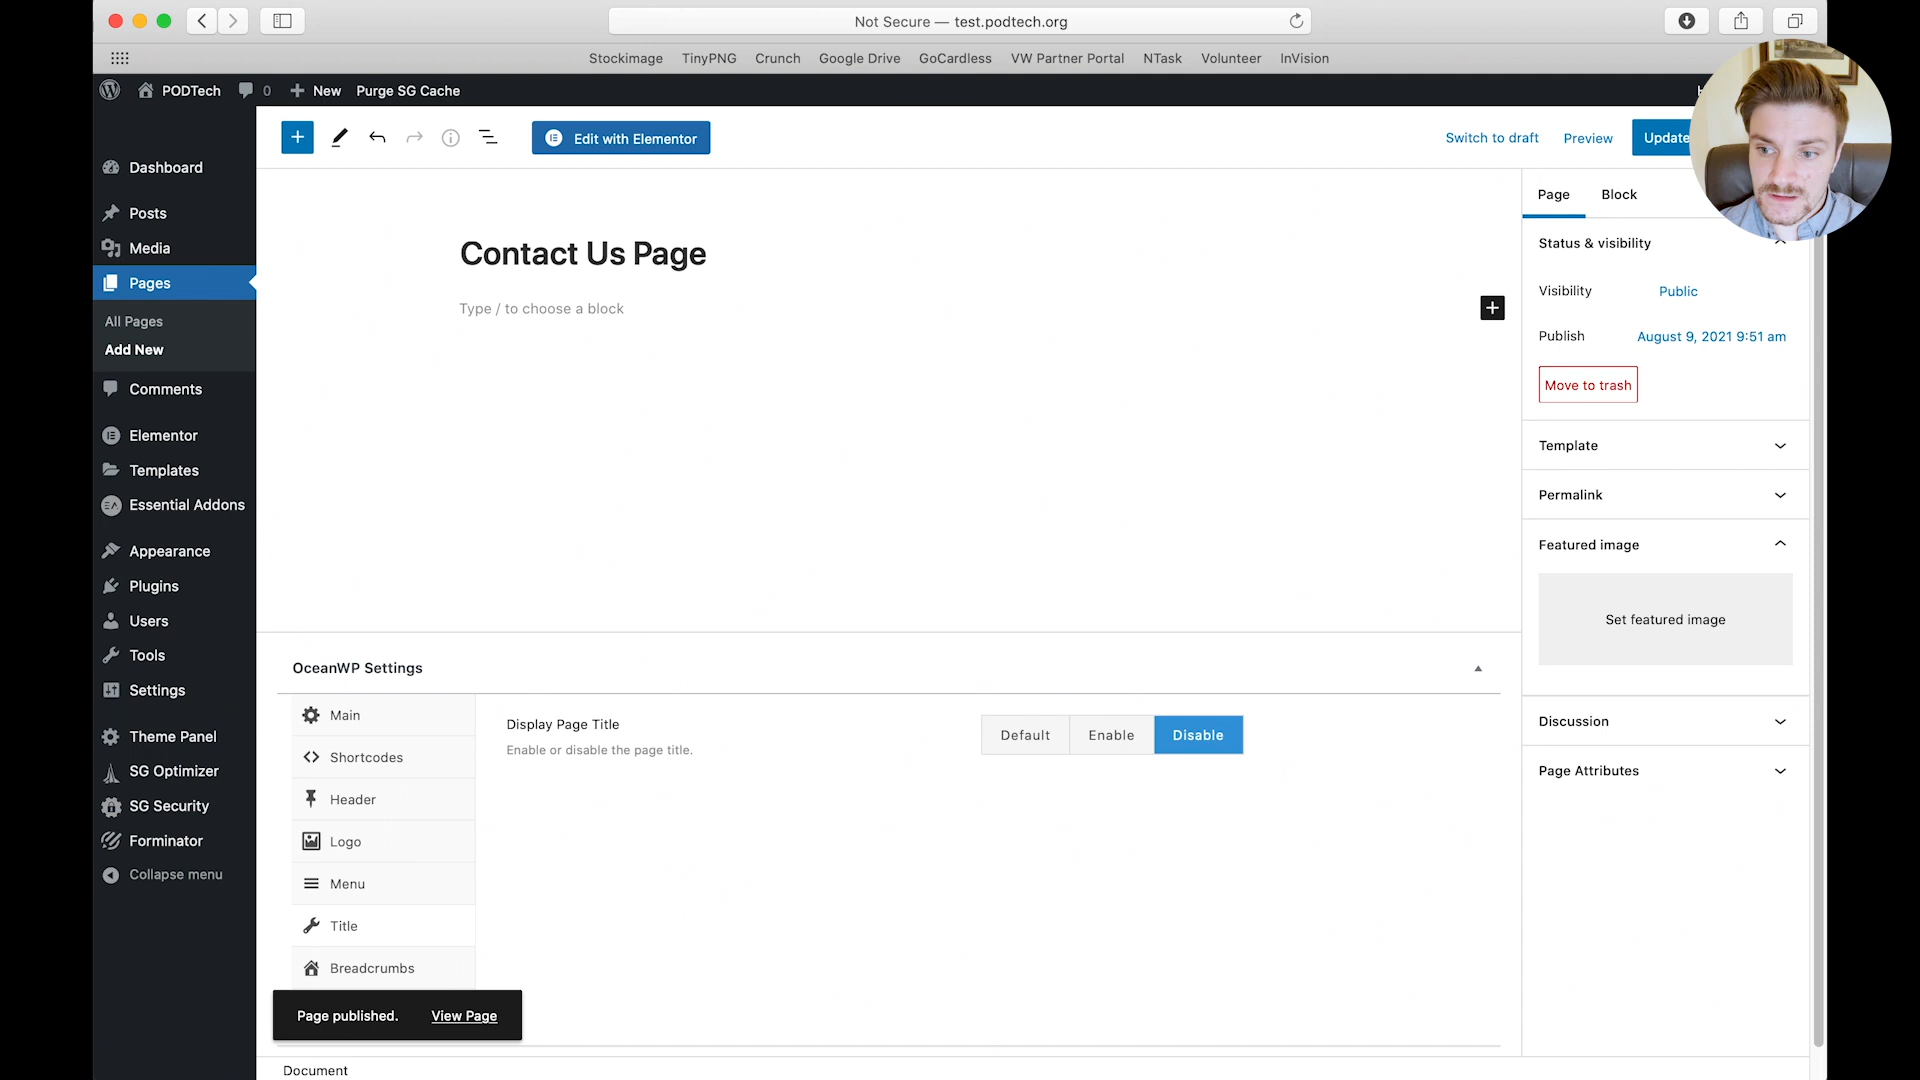 Not Secure — test.podtech.org
Stockimage TinyPNG Crunch Google Drive GoCardless VW Partner Portal NTask Volunteer InVision
PODTech 0 New Purge SG Cache
Edit with Elementor
Switch to draft Preview Update
Dashboard
Posts
Media
Pages
All Pages
Add New
Comments
Elementor
Templates
Essential Addons
Appearance
Plugins
Users
Tools
Settings
Theme Panel
SG Optimizer
SG Security
Forminator
Collapse menu
Contact Us Page
Type / to choose a block
OceanWP Settings
Main
Shortcodes
Header
Logo
Menu
Title
Breadcrumbs
Display Page Title
Enable or disable the page title.
Default Enable Disable
Page published. View Page
Document
Page Block
Status & visibility
Visibility Public
Publish August 9, 2021 9:51 am
Move to trash
Template
Permalink
Featured image
Set featured image
Discussion
Page Attributes